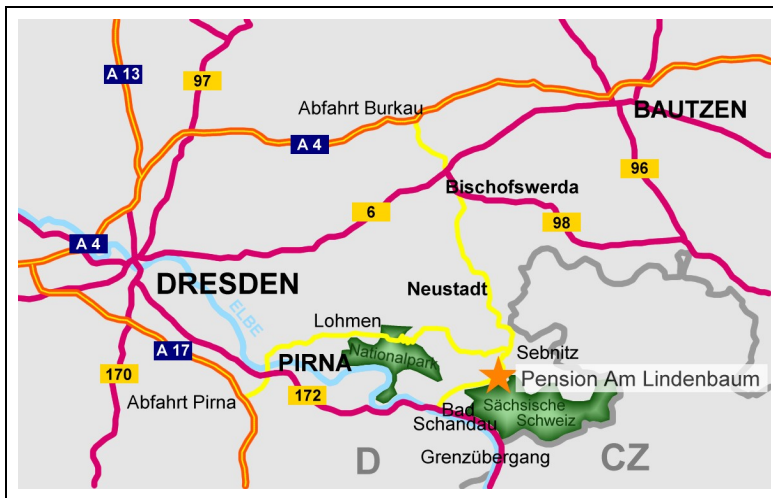 A 13
97
Abfahrt Burkau
BAUTZEN
A 4
96
Bischofswerda
6
98
A 4
DRESDEN
Neustadt
ELBE
Lohmen
A 17
PIRNA
Nationalpark
Sebnitz
170
Pension Am Lindenbaum
172
Abfahrt Pirna
Bad
Schandau
Sächsische
Schweiz
D
Grenzübergang
CZ